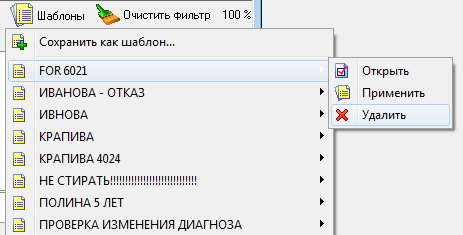 Шаблоны Очистить фильтр 100 %
Сохранить как шаблон...
FOR 6021
ИВАНОВА - ОТКАЗ
ИВНОВА
КРАПИВА
КРАПИВА 4024
НЕ СТИРАТЬ!!!!!!!!!!!!!!!!!!!!!!!!!!!!!
ПОЛИНА 5 ЛЕТ
ПРОВЕРКА ИЗМЕНЕНИЯ ДИАГНОЗА
Открыть
Применить
Удалить